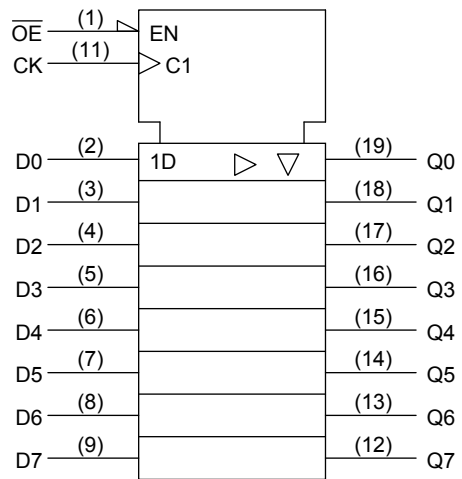 O̅E̅ (1) EN
CK (11) C1
D0 (2) 1D (19) Q0
D1 (3) (18) Q1
D2 (4) (17) Q2
D3 (5) (16) Q3
D4 (6) (15) Q4
D5 (7) (14) Q5
D6 (8) (13) Q6
D7 (9) (12) Q7